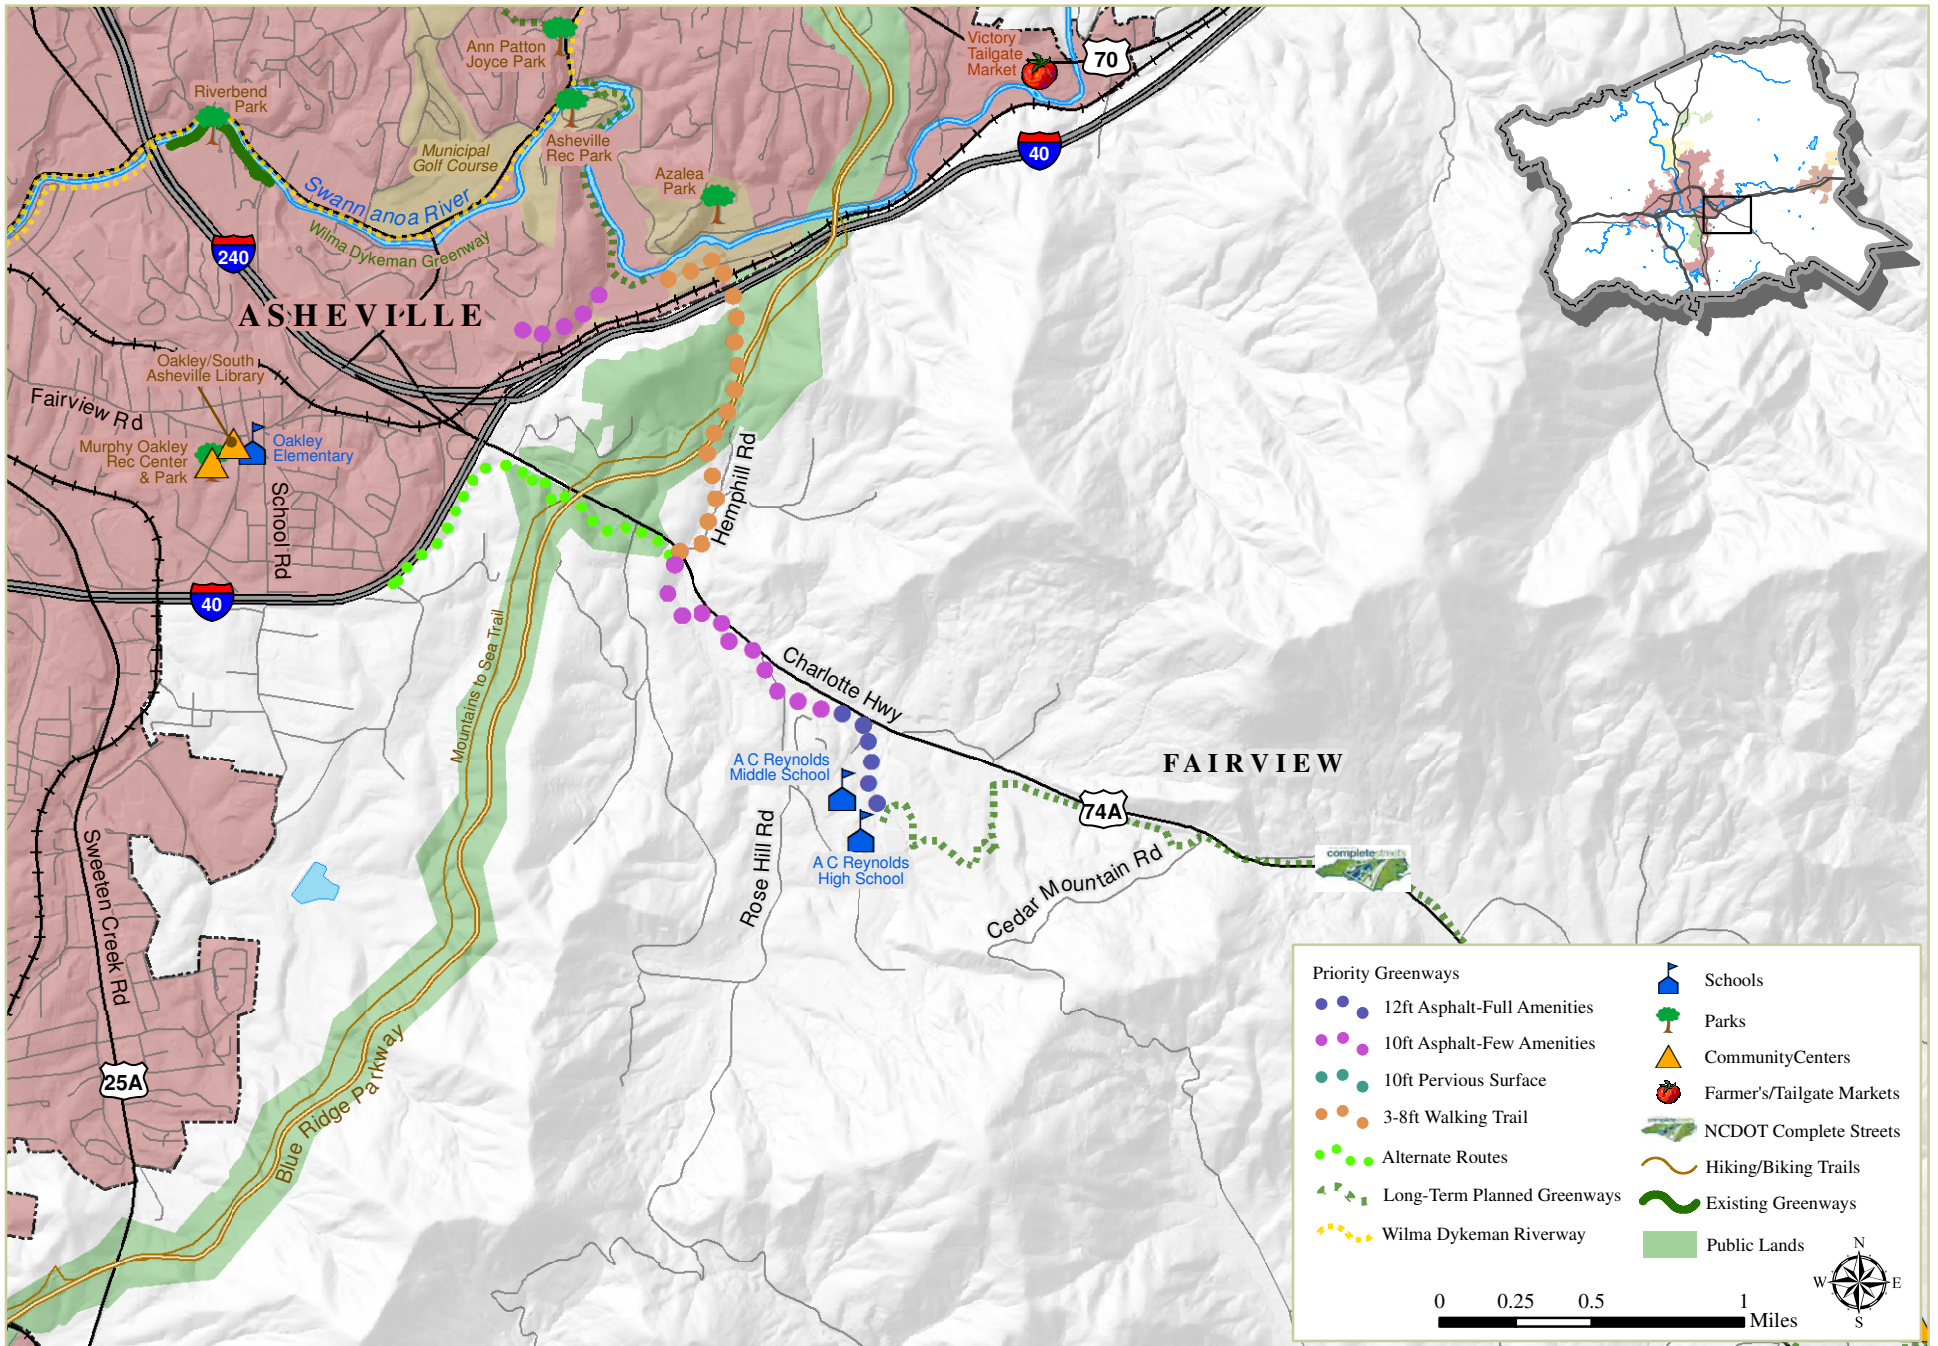 Ann Patton
Joyce Park
Victory
Tailgate
Market
70
Riverbend
Park
Municipal
Golf Course
Asheville
Rec Park
40
Azalea
Park
Swannanoa River
Wilma Dykeman Greenway
240
ASHEVILLE
Oakley/South
Asheville Library
Fairview Rd
Murphy Oakley
Rec Center
& Park
Oakley
Elementary
School Rd
Hemphill Rd
40
Mountains to Sea Trail
Charlotte Hwy
FAIRVIEW
A C Reynolds
Middle School
74A
A C Reynolds
High School
Rose Hill Rd
Cedar Mountain Rd
completestreets
Sweeten Creek Rd
25A
Blue Ridge Parkway
Priority Greenways
12ft Asphalt-Full Amenities
10ft Asphalt-Few Amenities
10ft Pervious Surface
3-8ft Walking Trail
Alternate Routes
Long-Term Planned Greenways
Wilma Dykeman Riverway
Schools
Parks
CommunityCenters
Farmer's/Tailgate Markets
NCDOT Complete Streets
Hiking/Biking Trails
Existing Greenways
Public Lands
N
W E
S
0 0.25 0.5 1
Miles